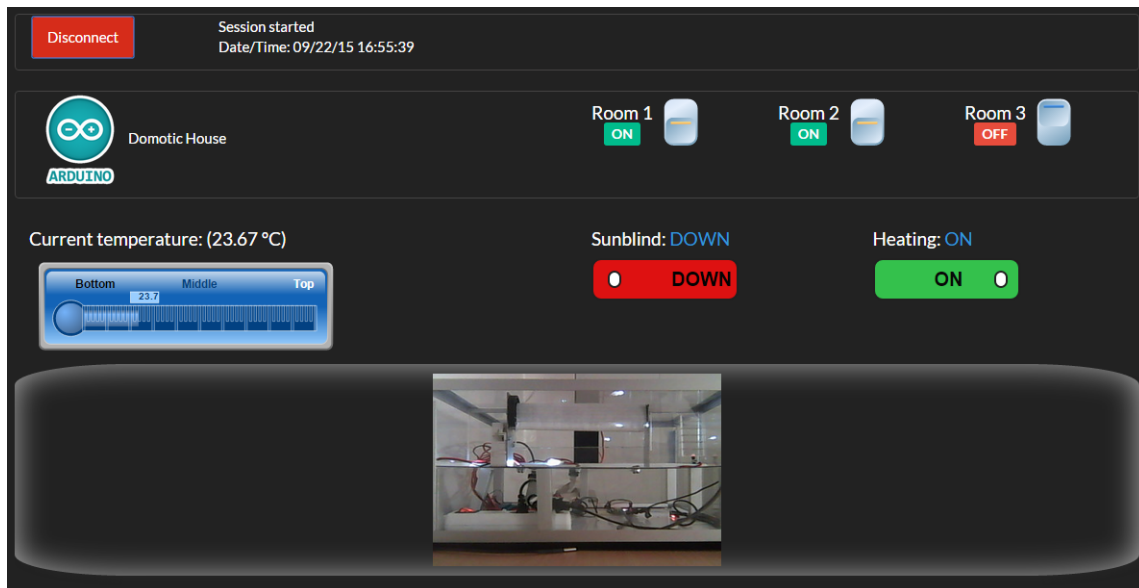 Disconnect
Session started
Date/Time: 09/22/15 16:55:39
ARDUINO
Domotic House
Room 1
ON
Room 2
ON
Room 3
OFF
Current temperature: (23.67 ºC)
Bottom Middle Top
23.7
Sunblind: DOWN
DOWN
Heating: ON
ON